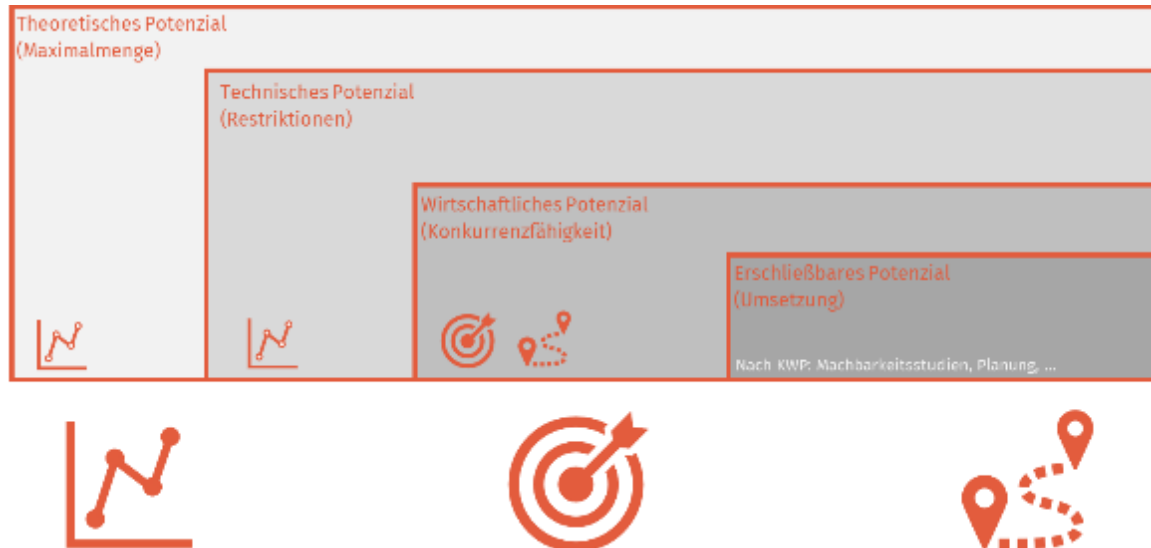 Theoretisches Potenzial
(Maximalmenge)
Technisches Potenzial
(Restriktionen)
Wirtschaftliches Potenzial
(Konkurrenzfähigkeit)
Erschließbares Potenzial
(Umsetzung)
Nach KWP: Machbarkeitsstudien, Planung, ...